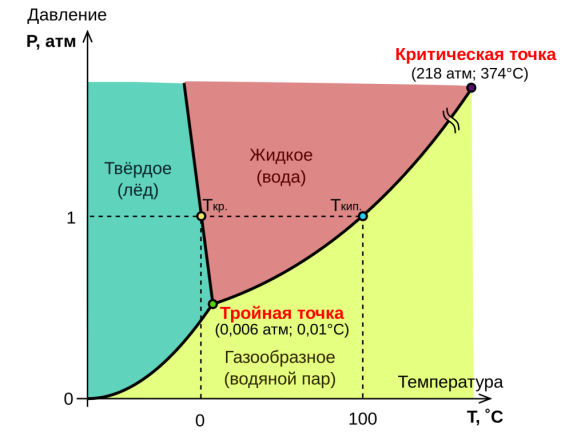 Давление
P, атм
Критическая точка
(218 атм; 374°C)
Твёрдое
(лёд)
Жидкое
(вода)
Tкр.
Tкип.
1
Тройная точка
(0,006 атм; 0,01°C)
Газообразное
(водяной пар)
Температура
0
0
100
T, ˚C